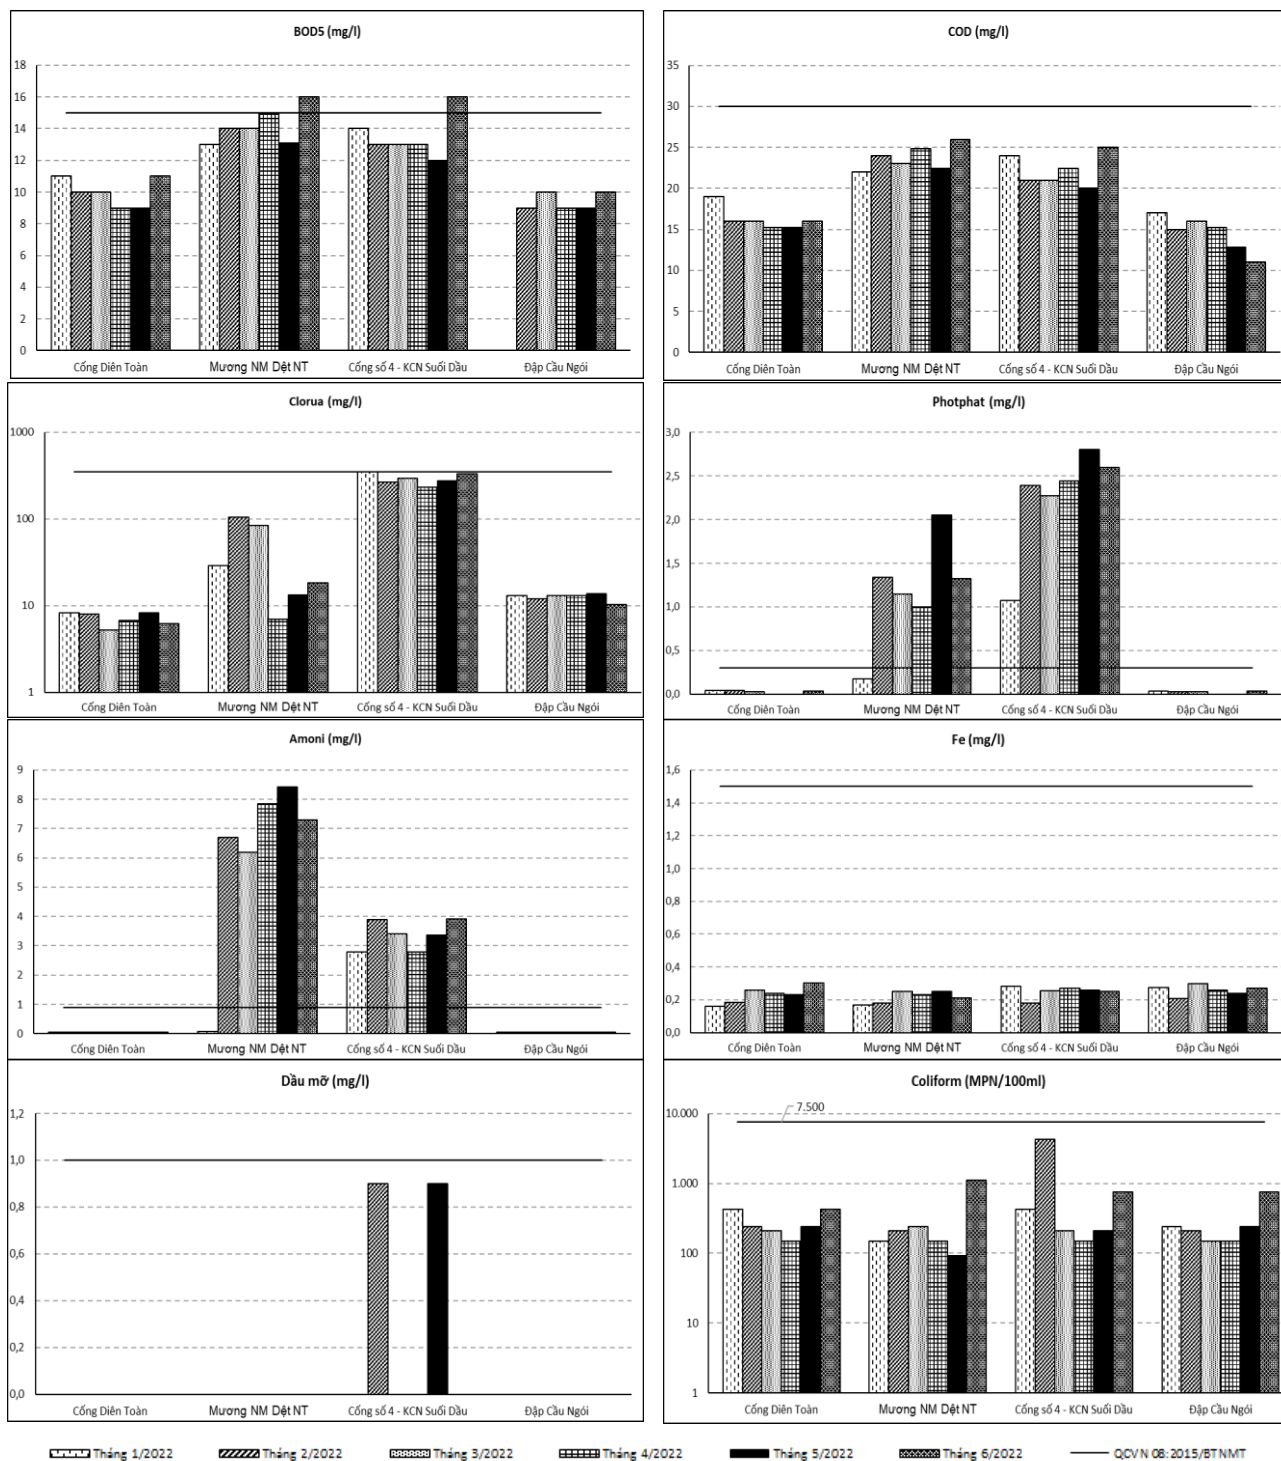 BOD5 (mg/l)
18
16
14
12
10
8
6
4
2
0
Cống Diên Toàn
Mương NM Dệt NT
Cống số 4 - KCN Suối Dầu
Đập Cầu Ngói
COD (mg/l)
35
30
25
20
15
10
5
0
Cống Diên Toàn
Mương NM Dệt NT
Cống số 4 - KCN Suối Dầu
Đập Cầu Ngói
Clorua (mg/l)
1000
100
10
1
Cống Diên Toàn
Mương NM Dệt NT
Cống số 4 - KCN Suối Dầu
Đập Cầu Ngói
Photphat (mg/l)
3,0
2,5
2,0
1,5
1,0
0,5
0,0
Cống Diên Toàn
Mương NM Dệt NT
Cống số 4 - KCN Suối Dầu
Đập Cầu Ngói
Amoni (mg/l)
9
8
7
6
5
4
3
2
1
0
Cống Diên Toàn
Mương NM Dệt NT
Cống số 4 - KCN Suối Dầu
Đập Cầu Ngói
Fe (mg/l)
1,6
1,4
1,2
1,0
0,8
0,6
0,4
0,2
0,0
Cống Diên Toàn
Mương NM Dệt NT
Cống số 4 - KCN Suối Dầu
Đập Cầu Ngói
Dầu mỡ (mg/l)
1,2
1,0
0,8
0,6
0,4
0,2
0,0
Cống Diên Toàn
Mương NM Dệt NT
Cống số 4 - KCN Suối Dầu
Đập Cầu Ngói
Coliform (MPN/100ml)
7.500
10.000
1.000
100
10
1
Cống Diên Toàn
Mương NM Dệt NT
Cống số 4 - KCN Suối Dầu
Đập Cầu Ngói
Tháng 1/2022 Tháng 2/2022 Tháng 3/2022 Tháng 4/2022 Tháng 5/2022 Tháng 6/2022 QCVN 08:2015/BTNMT